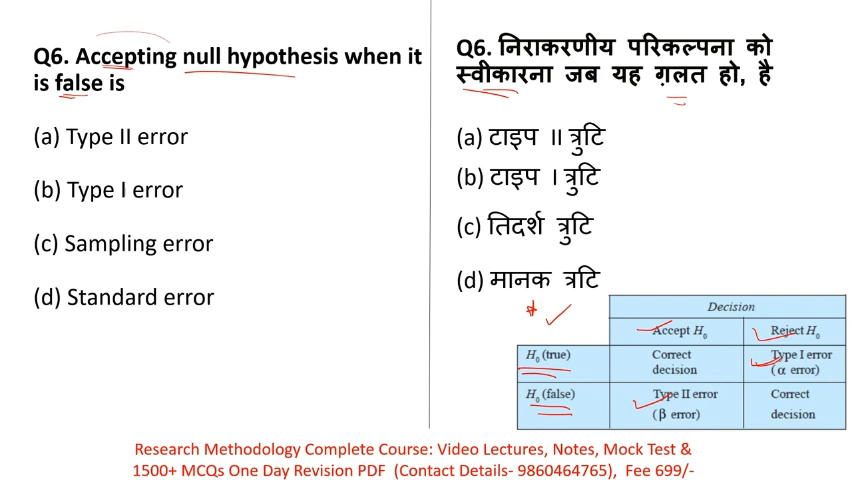 Q6. Accepting null hypothesis when it
is false is
(a) Type II error
(b) Type I error
(c) Sampling error
(d) Standard error
Q6. निराकरणीय परिकल्पना को
स्वीकारना जब यह ग़लत हो, है
(a) टाइप II त्रुटि
(b) टाइप I त्रुटि
(c) तिदर्श त्रुटि
(d) मानक त्रटि
Decision
Accept H₀ Reject H₀
H₀ (true) Correct decision Type I error (α error)
H₀ (false) Type II error (β error) Correct decision
Research Methodology Complete Course: Video Lectures, Notes, Mock Test &
1500+ MCQs One Day Revision PDF (Contact Details- 9860464765), Fee 699/-